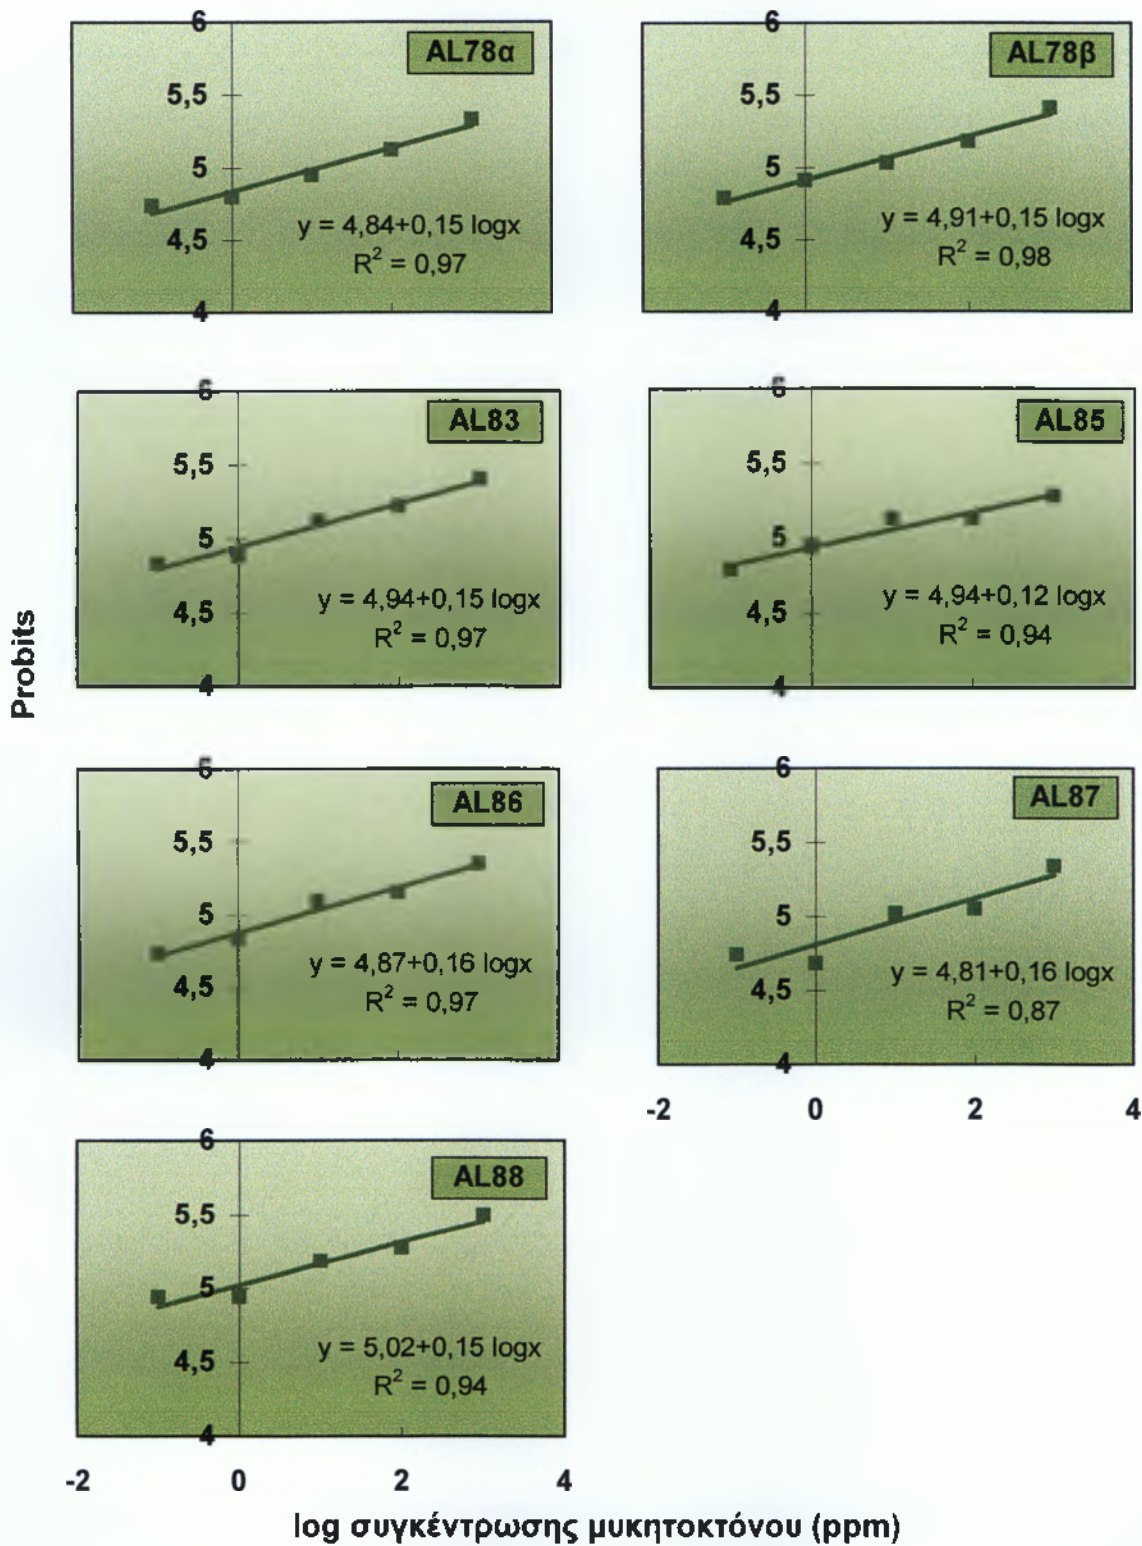 6
AL78α
5,5
5
4,5
y = 4,84+0,15 logx
R² = 0,97
4
6
AL78β
5,5
5
4,5
y = 4,91+0,15 logx
R² = 0,98
4
6
AL83
5,5
5
4,5
y = 4,94+0,15 logx
R² = 0,97
4
6
AL85
5,5
5
4,5
y = 4,94+0,12 logx
R² = 0,94
4
Probits
6
AL86
5,5
5
4,5
y = 4,87+0,16 logx
R² = 0,97
4
6
AL87
5,5
5
4,5
y = 4,81+0,16 logx
R² = 0,87
4
-2 0 2 4
6
AL88
5,5
5
4,5
y = 5,02+0,15 logx
R² = 0,94
4
-2 0 2 4
log συγκέντρωσης μυκητοκτόνου (ppm)